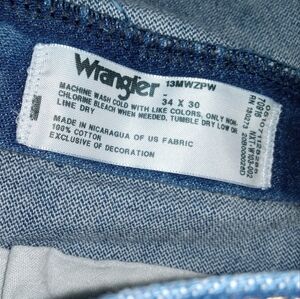 Wrangler
13MWZPW
34 X 30
MACHINE WASH COLD WITH LIKE COLORS, ONLY NON-
CHLORINE BLEACH WHEN NEEDED, TUMBLE DRY LOW OR
LINE DRY
MADE IN NICARAGUA OF US FABRIC
100% COTTON
EXCLUSIVE OF DECORATION